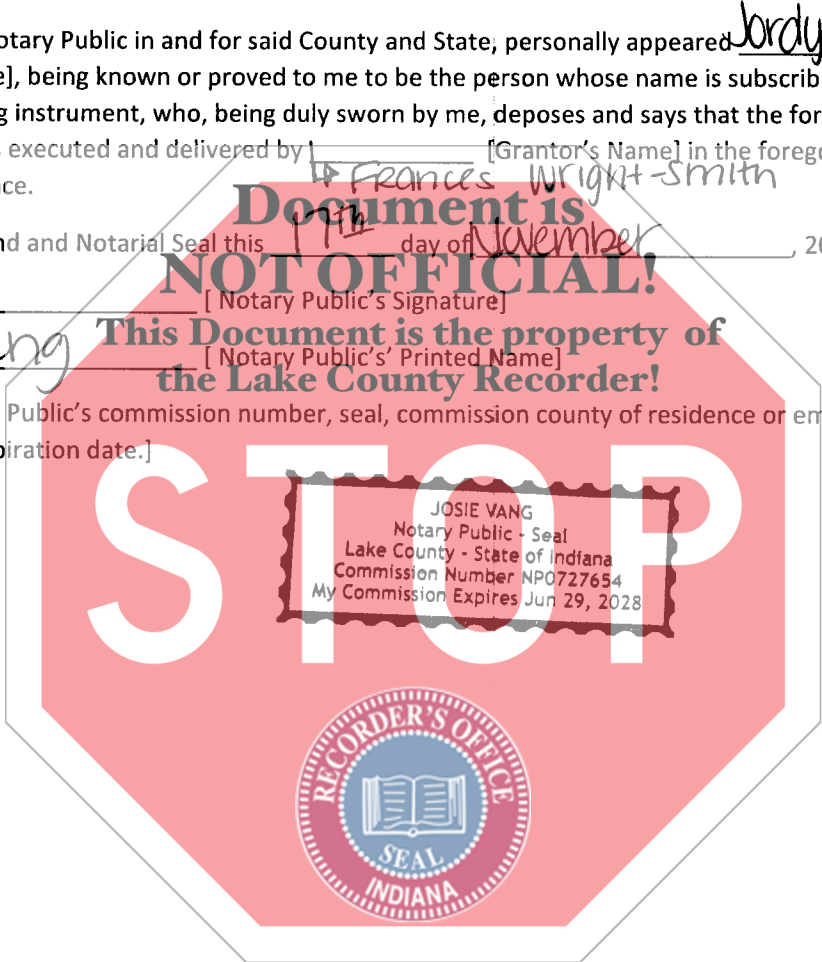 otary Public in and for said County and State, personally appeared Jordy
e], being known or proved to me to be the person whose name is subscrib
g instrument, who, being duly sworn by me, deposes and says that the for
s executed and delivered by [Grantor's Name] in the forego
↳ Frances Wright-Smith
ce.
Document is
nd and Notarial Seal this 17th day of November, 20
NOT OFFICIAL!
[ Notary Public's Signature]
This Document is the property of
ng [ Notary Public's' Printed Name]
the Lake County Recorder!
Public's commission number, seal, commission county of residence or em
piration date.]
STOP
JOSIE VANG
Notary Public - Seal
Lake County - State of Indiana
Commission Number NP0727654
My Commission Expires Jun 29, 2028
RECORDER'S OFFICE
SEAL
INDIANA